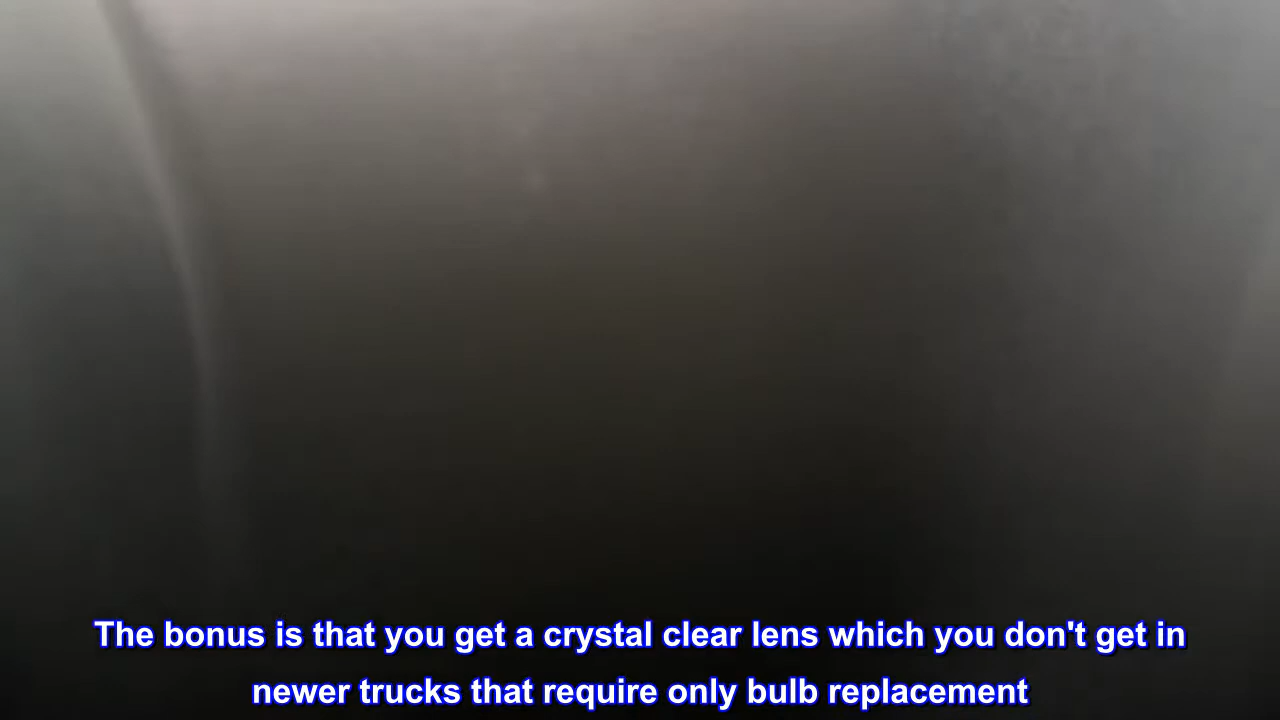 The bonus is that you get a crystal clear lens which you don't get in
newer trucks that require only bulb replacement